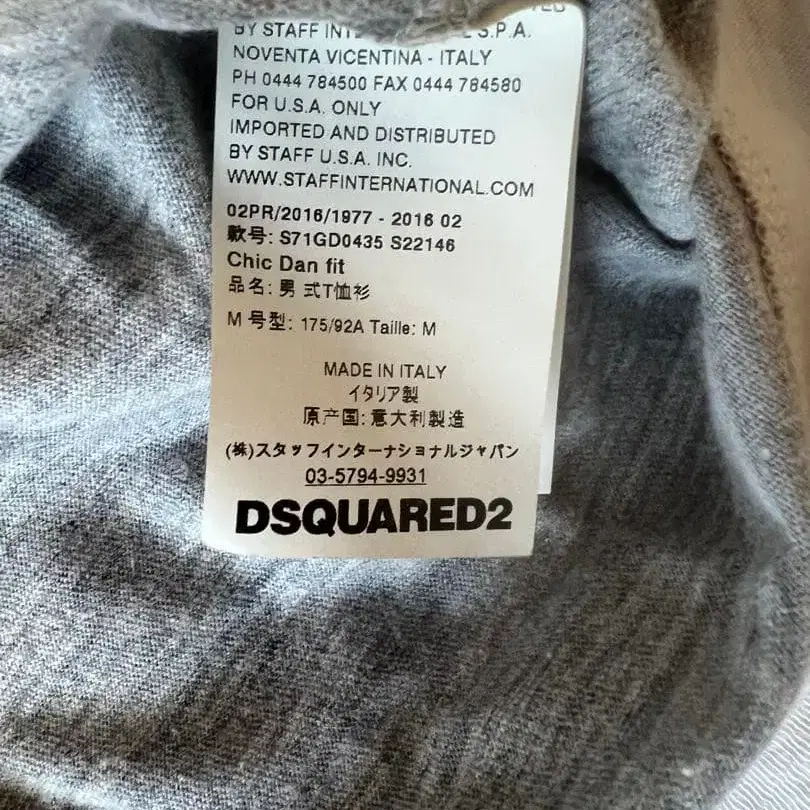 BY STAFF S.P.A.
NOVENTA VICENTINA - ITALY
PH 0444 784500 FAX 0444 784580
FOR U.S.A. ONLY
IMPORTED AND DISTRIBUTED
BY STAFF U.S.A. INC.
WWW.STAFFINTERNATIONAL.COM
02PR/2016/1977 - 2016 02
款号: S71GD0435 S22146
Chic Dan fit
品名: 男 式T恤衫
M 号型: 175/92A Taille: M
MADE IN ITALY
イタリア製
原产国: 意大利製造
(株)スタッフインターナショナルジャパン
03-5794-9931
DSQUARED2